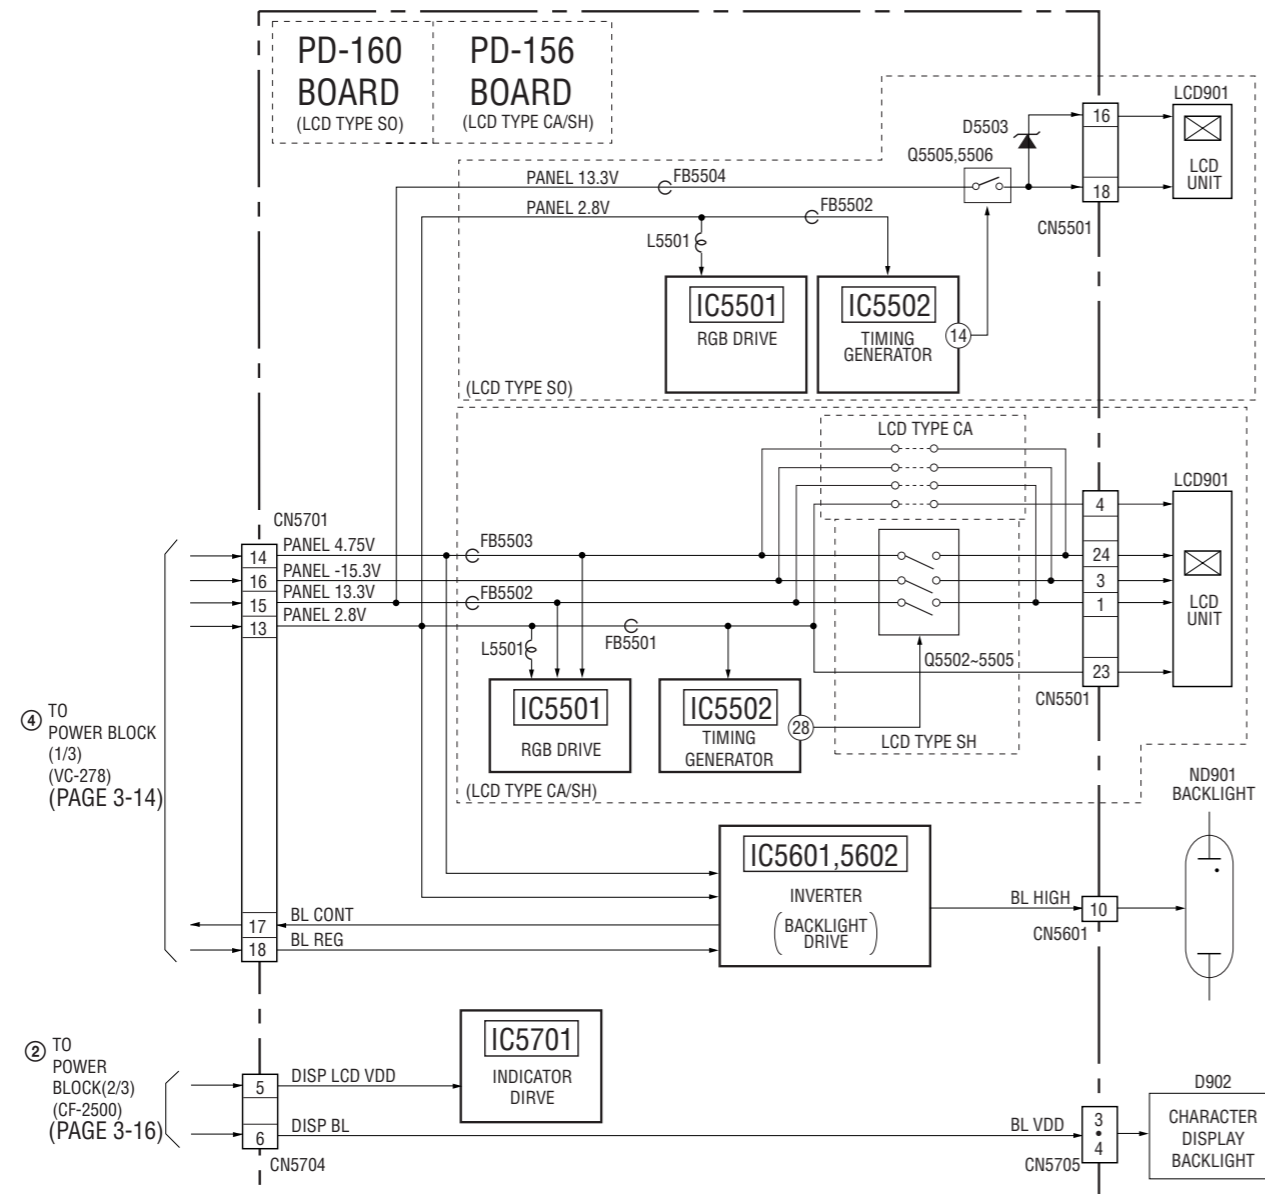 PD-160
BOARD
(LCD TYPE SO)
PD-156
BOARD
(LCD TYPE CA/SH)
LCD901
16
D5503
Q5505,5506
LCD
UNIT
PANEL 13.3V
FB5504
18
CN5501
PANEL 2.8V
FB5502
L5501
IC5501
RGB DRIVE
IC5502
TIMING
GENERATOR
14
(LCD TYPE SO)
LCD TYPE CA
LCD901
4
CN5701
14
PANEL 4.75V
FB5503
24
16
PANEL -15.3V
3
15
PANEL 13.3V
FB5502
1
LCD
UNIT
13
PANEL 2.8V
L5501
FB5501
Q5502~5505
23
CN5501
IC5501
RGB DRIVE
IC5502
TIMING
GENERATOR
28
LCD TYPE SH
(LCD TYPE CA/SH)
4 TO
POWER BLOCK
(1/3)
(VC-278)
(PAGE 3-14)
ND901
BACKLIGHT
IC5601,5602
INVERTER
(BACKLIGHT
DRIVE)
17
BL CONT
18
BL REG
BL HIGH
10
CN5601
2 TO
POWER
BLOCK(2/3)
(CF-2500)
(PAGE 3-16)
IC5701
INDICATOR
DIRVE
5
DISP LCD VDD
6
DISP BL
CN5704
BL VDD
3
•
4
CN5705
D902
CHARACTER
DISPLAY
BACKLIGHT